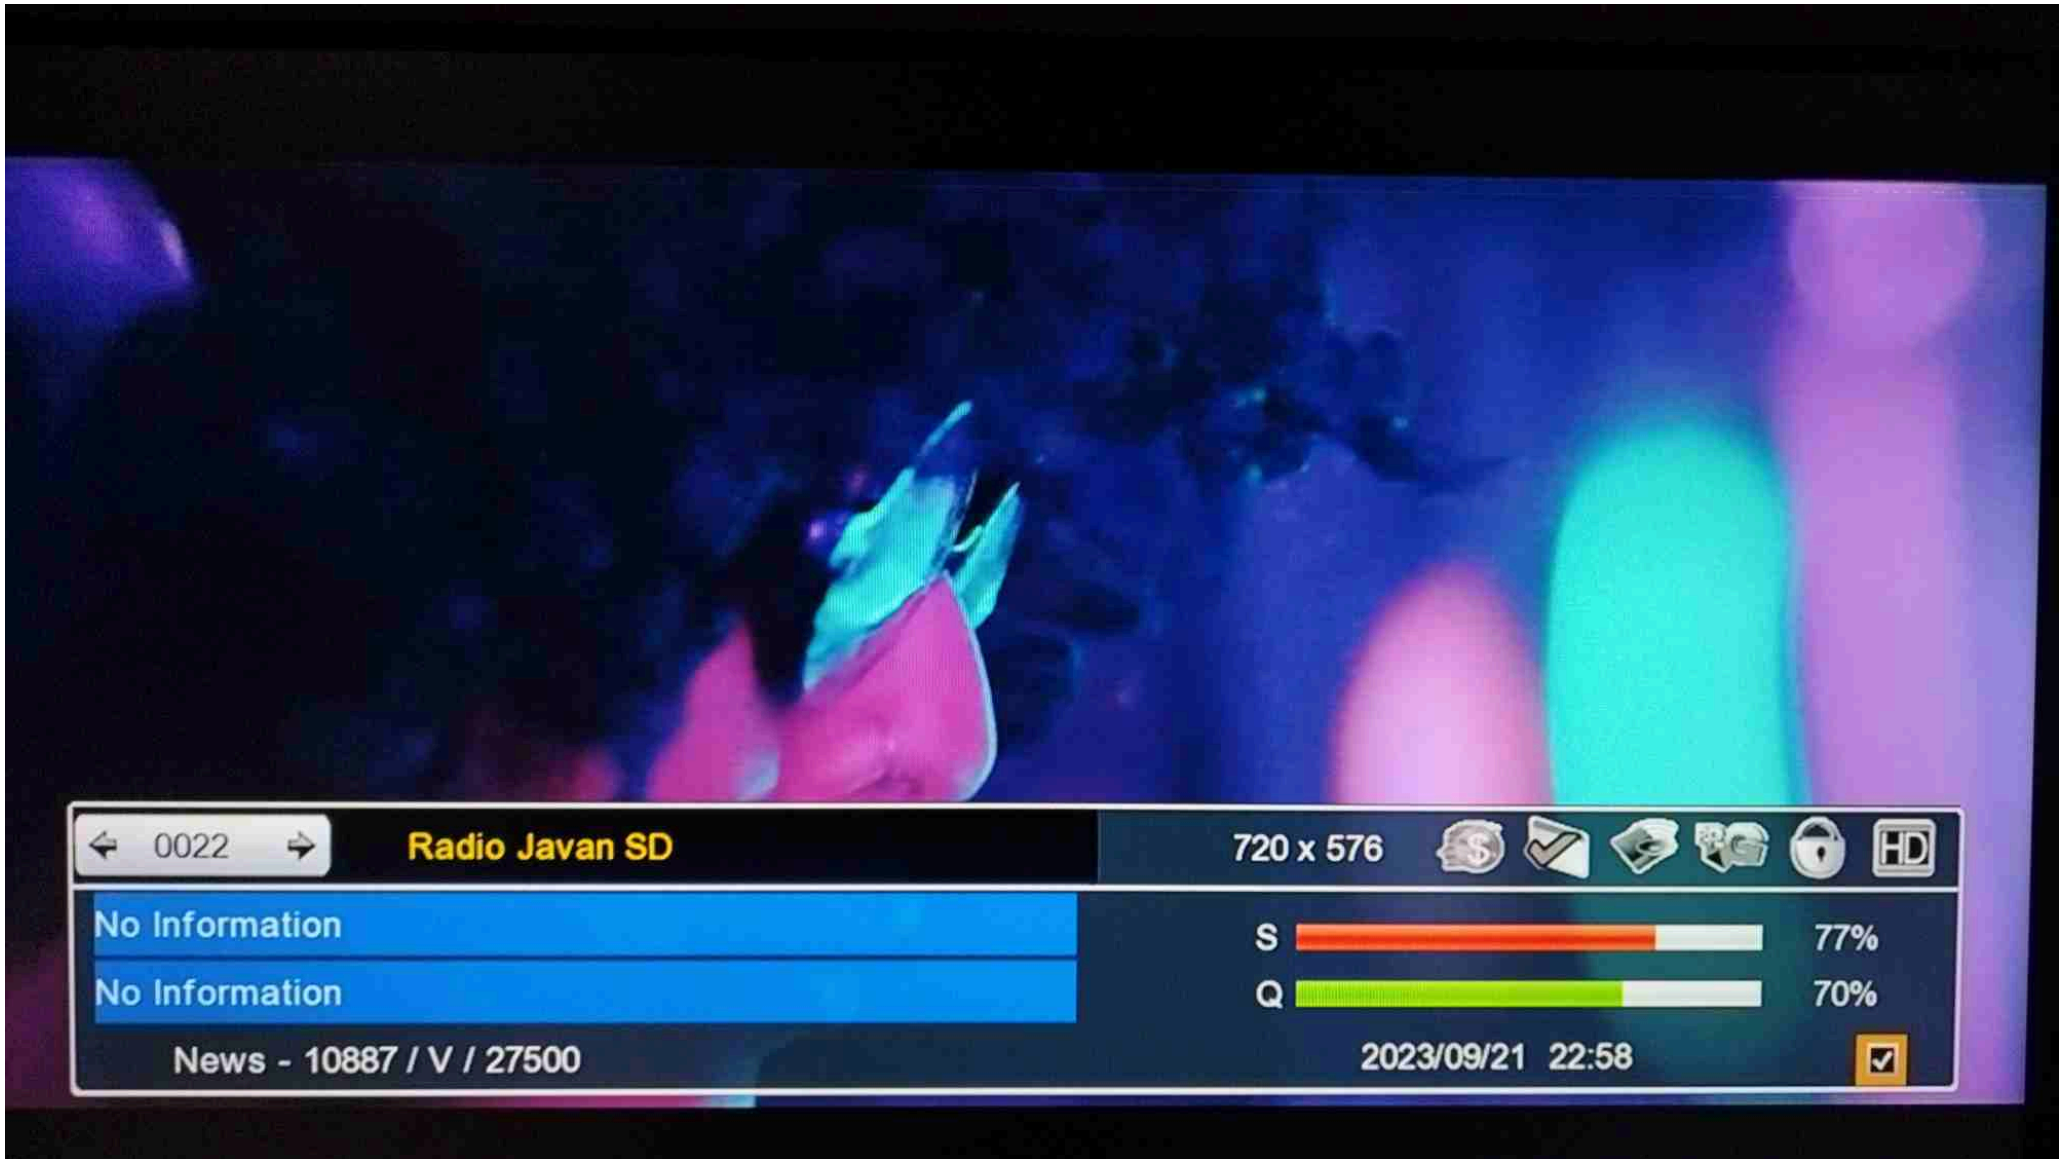 0022 Radio Javan SD 720 x 576 $ HD
No Information
S 77%
No Information
Q 70%
News - 10887 / V / 27500 2023/09/21 22:58